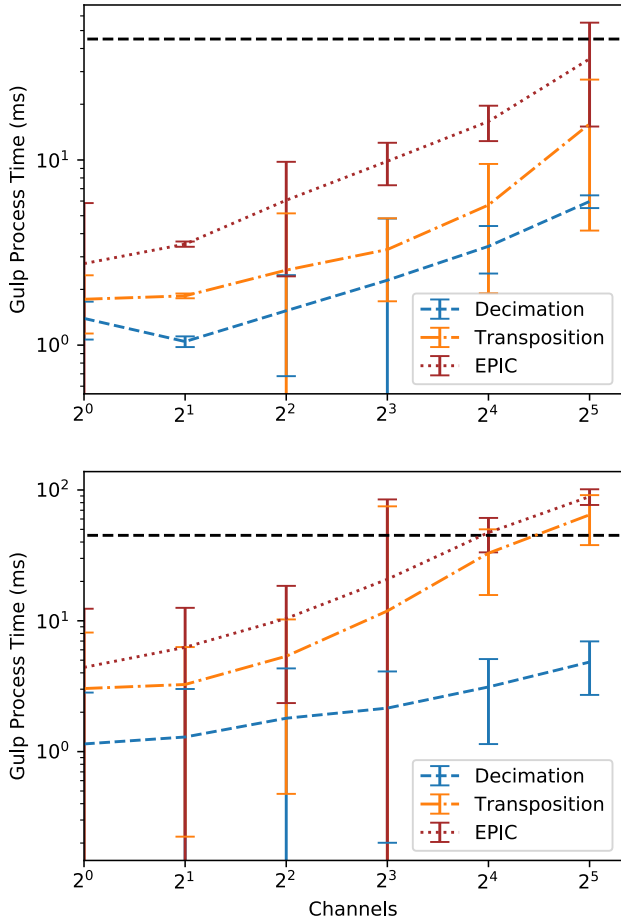 Gulp Process Time (ms)
10^1
10^0
Decimation
Transposition
EPIC
2^0 2^1 2^2 2^3 2^4 2^5
Gulp Process Time (ms)
10^2
10^1
10^0
Decimation
Transposition
EPIC
2^0 2^1 2^2 2^3 2^4 2^5
Channels